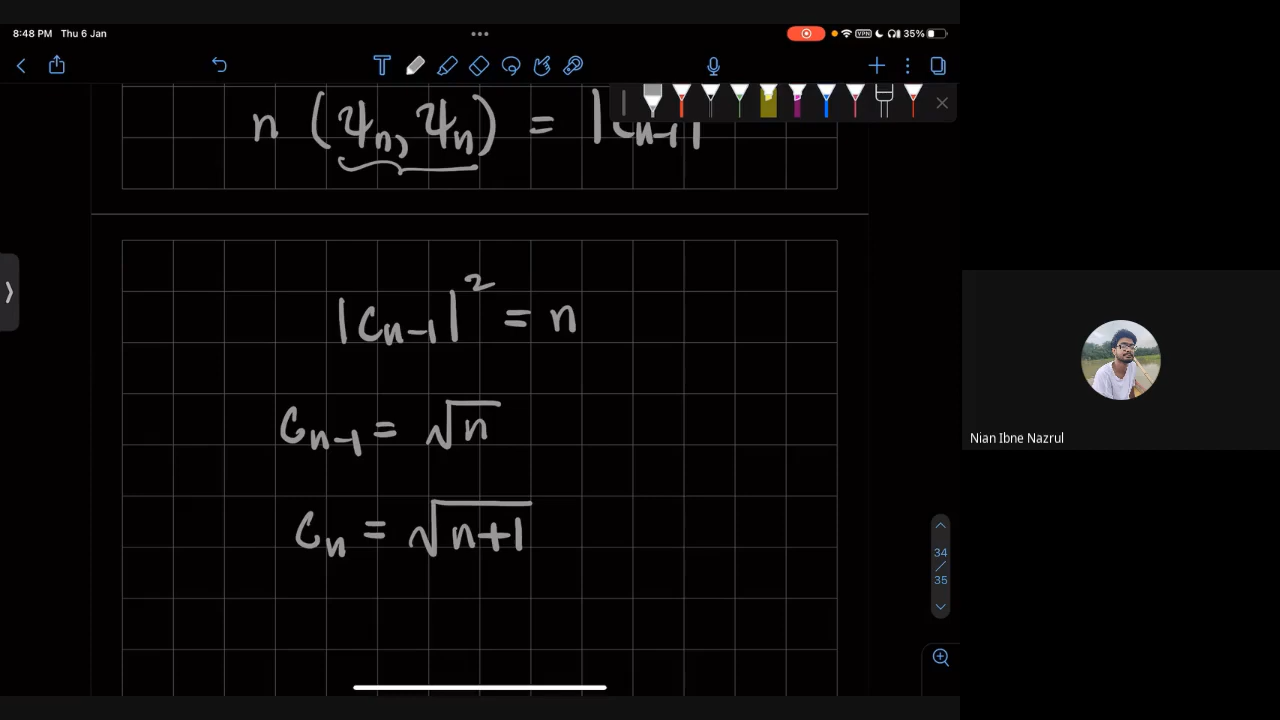 8:48 PM Thu 6 Jan
VPN 35%
n (ψn, ψn) = |Cn-1|
|Cn-1|² = n
Cn-1 = √n
Cn = √n+1
34
/
35
Nian Ibne Nazrul